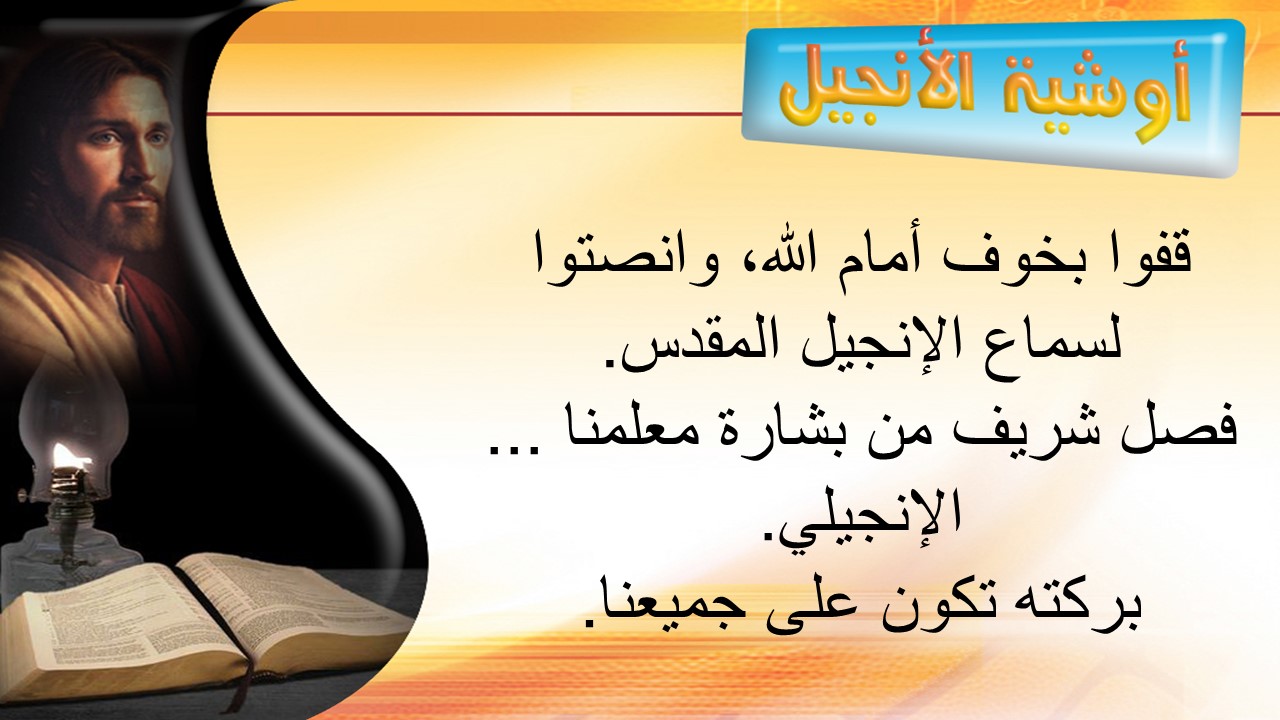 أوشية الأنجيل
قفوا بخوف أمام الله، وانصتوا
لسماع الإنجيل المقدس.
فصل شريف من بشارة معلمنا ...
الإنجيلي.
بركته تكون على جميعنا.